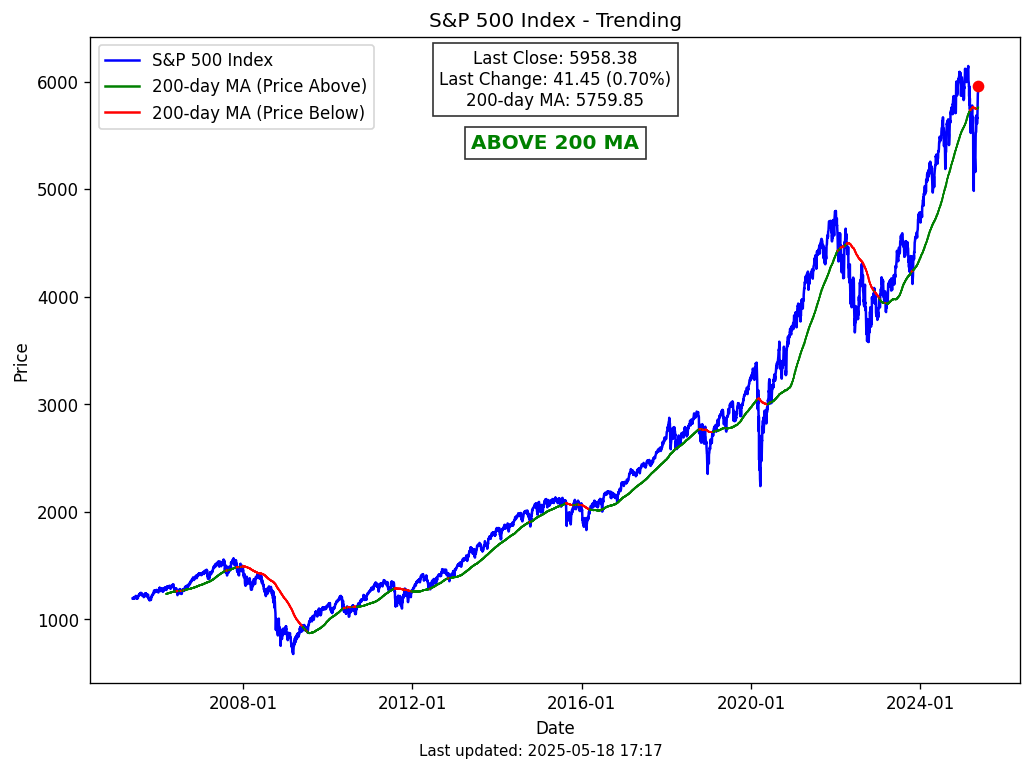 S&P 500 Index - Trending
S&P 500 Index
200-day MA (Price Above)
200-day MA (Price Below)
Last Close: 5958.38
Last Change: 41.45 (0.70%)
200-day MA: 5759.85
ABOVE 200 MA
Price
6000
5000
4000
3000
2000
1000
2008-01
2012-01
2016-01
2020-01
2024-01
Date
Last updated: 2025-05-18 17:17